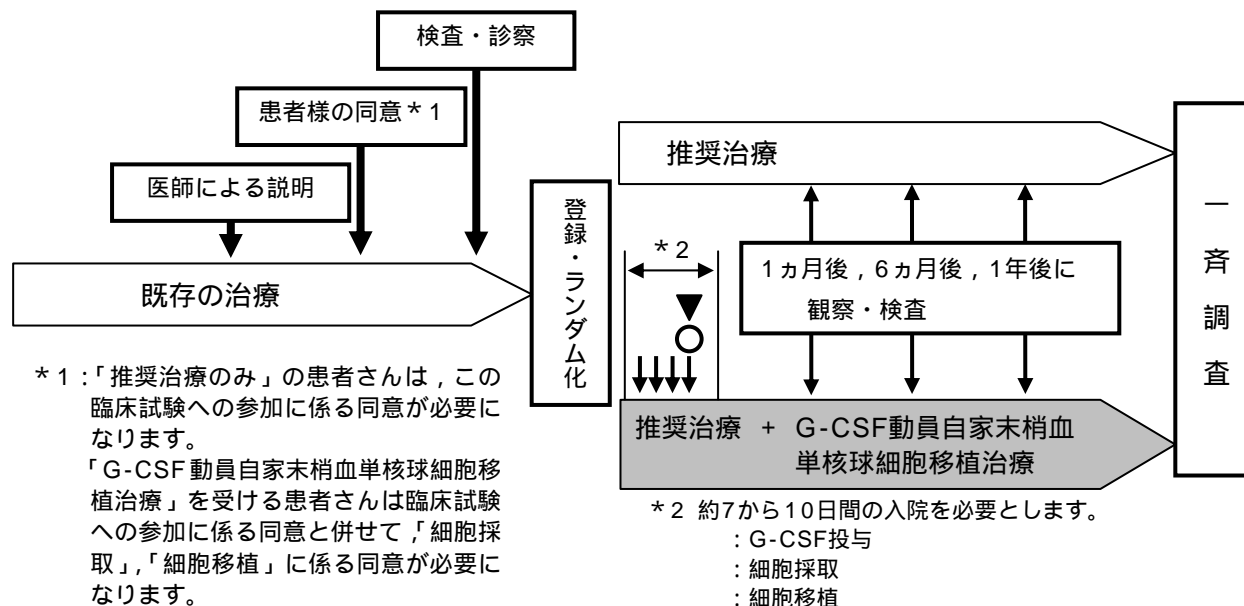 検査・診察
患者様の同意*1
医師による説明
既存の治療
登録・ランダム化
推奨治療
*2
1ヵ月後,6ヵ月後,1年後に
観察・検査
推奨治療 + G-CSF動員自家末梢血
単核球細胞移植治療
一斉調査
*1:「推奨治療のみ」の患者さんは,この
臨床試験への参加に係る同意が必要に
なります。
「G-CSF動員自家末梢血単核球細胞移
植治療」を受ける患者さんは臨床試験
への参加に係る同意と併せて,「細胞採
取」,「細胞移植」に係る同意が必要に
なります。
*2 約7から10日間の入院を必要とします。
:G-CSF投与
:細胞採取
:細胞移植